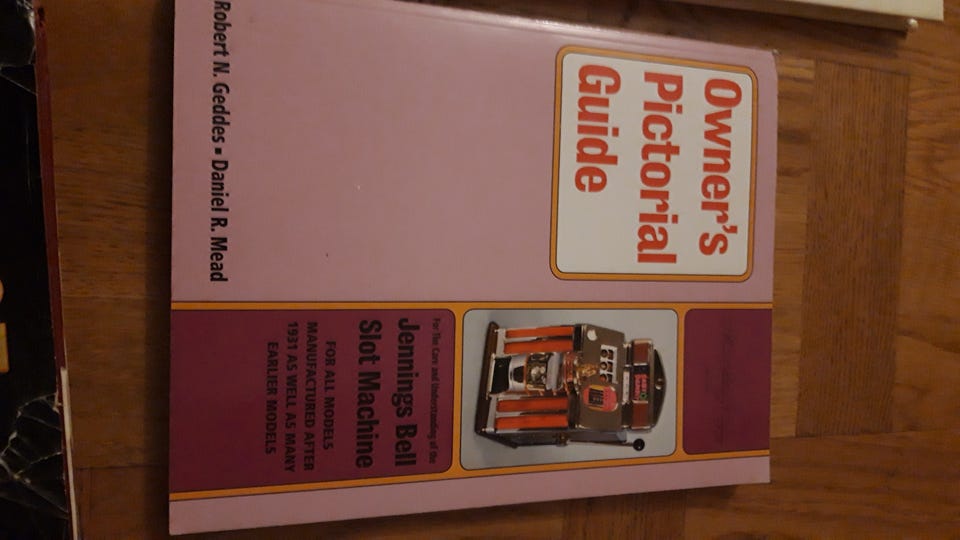 Owner's
Pictorial
Guide
For The Care and Understanding of the
Jennings Bell
Slot Machine
FOR ALL MODELS
MANUFACTURED AFTER
1931 AS WELL AS MANY
EARLIER MODELS
Robert N. Geddes ▪ Daniel R. Mead